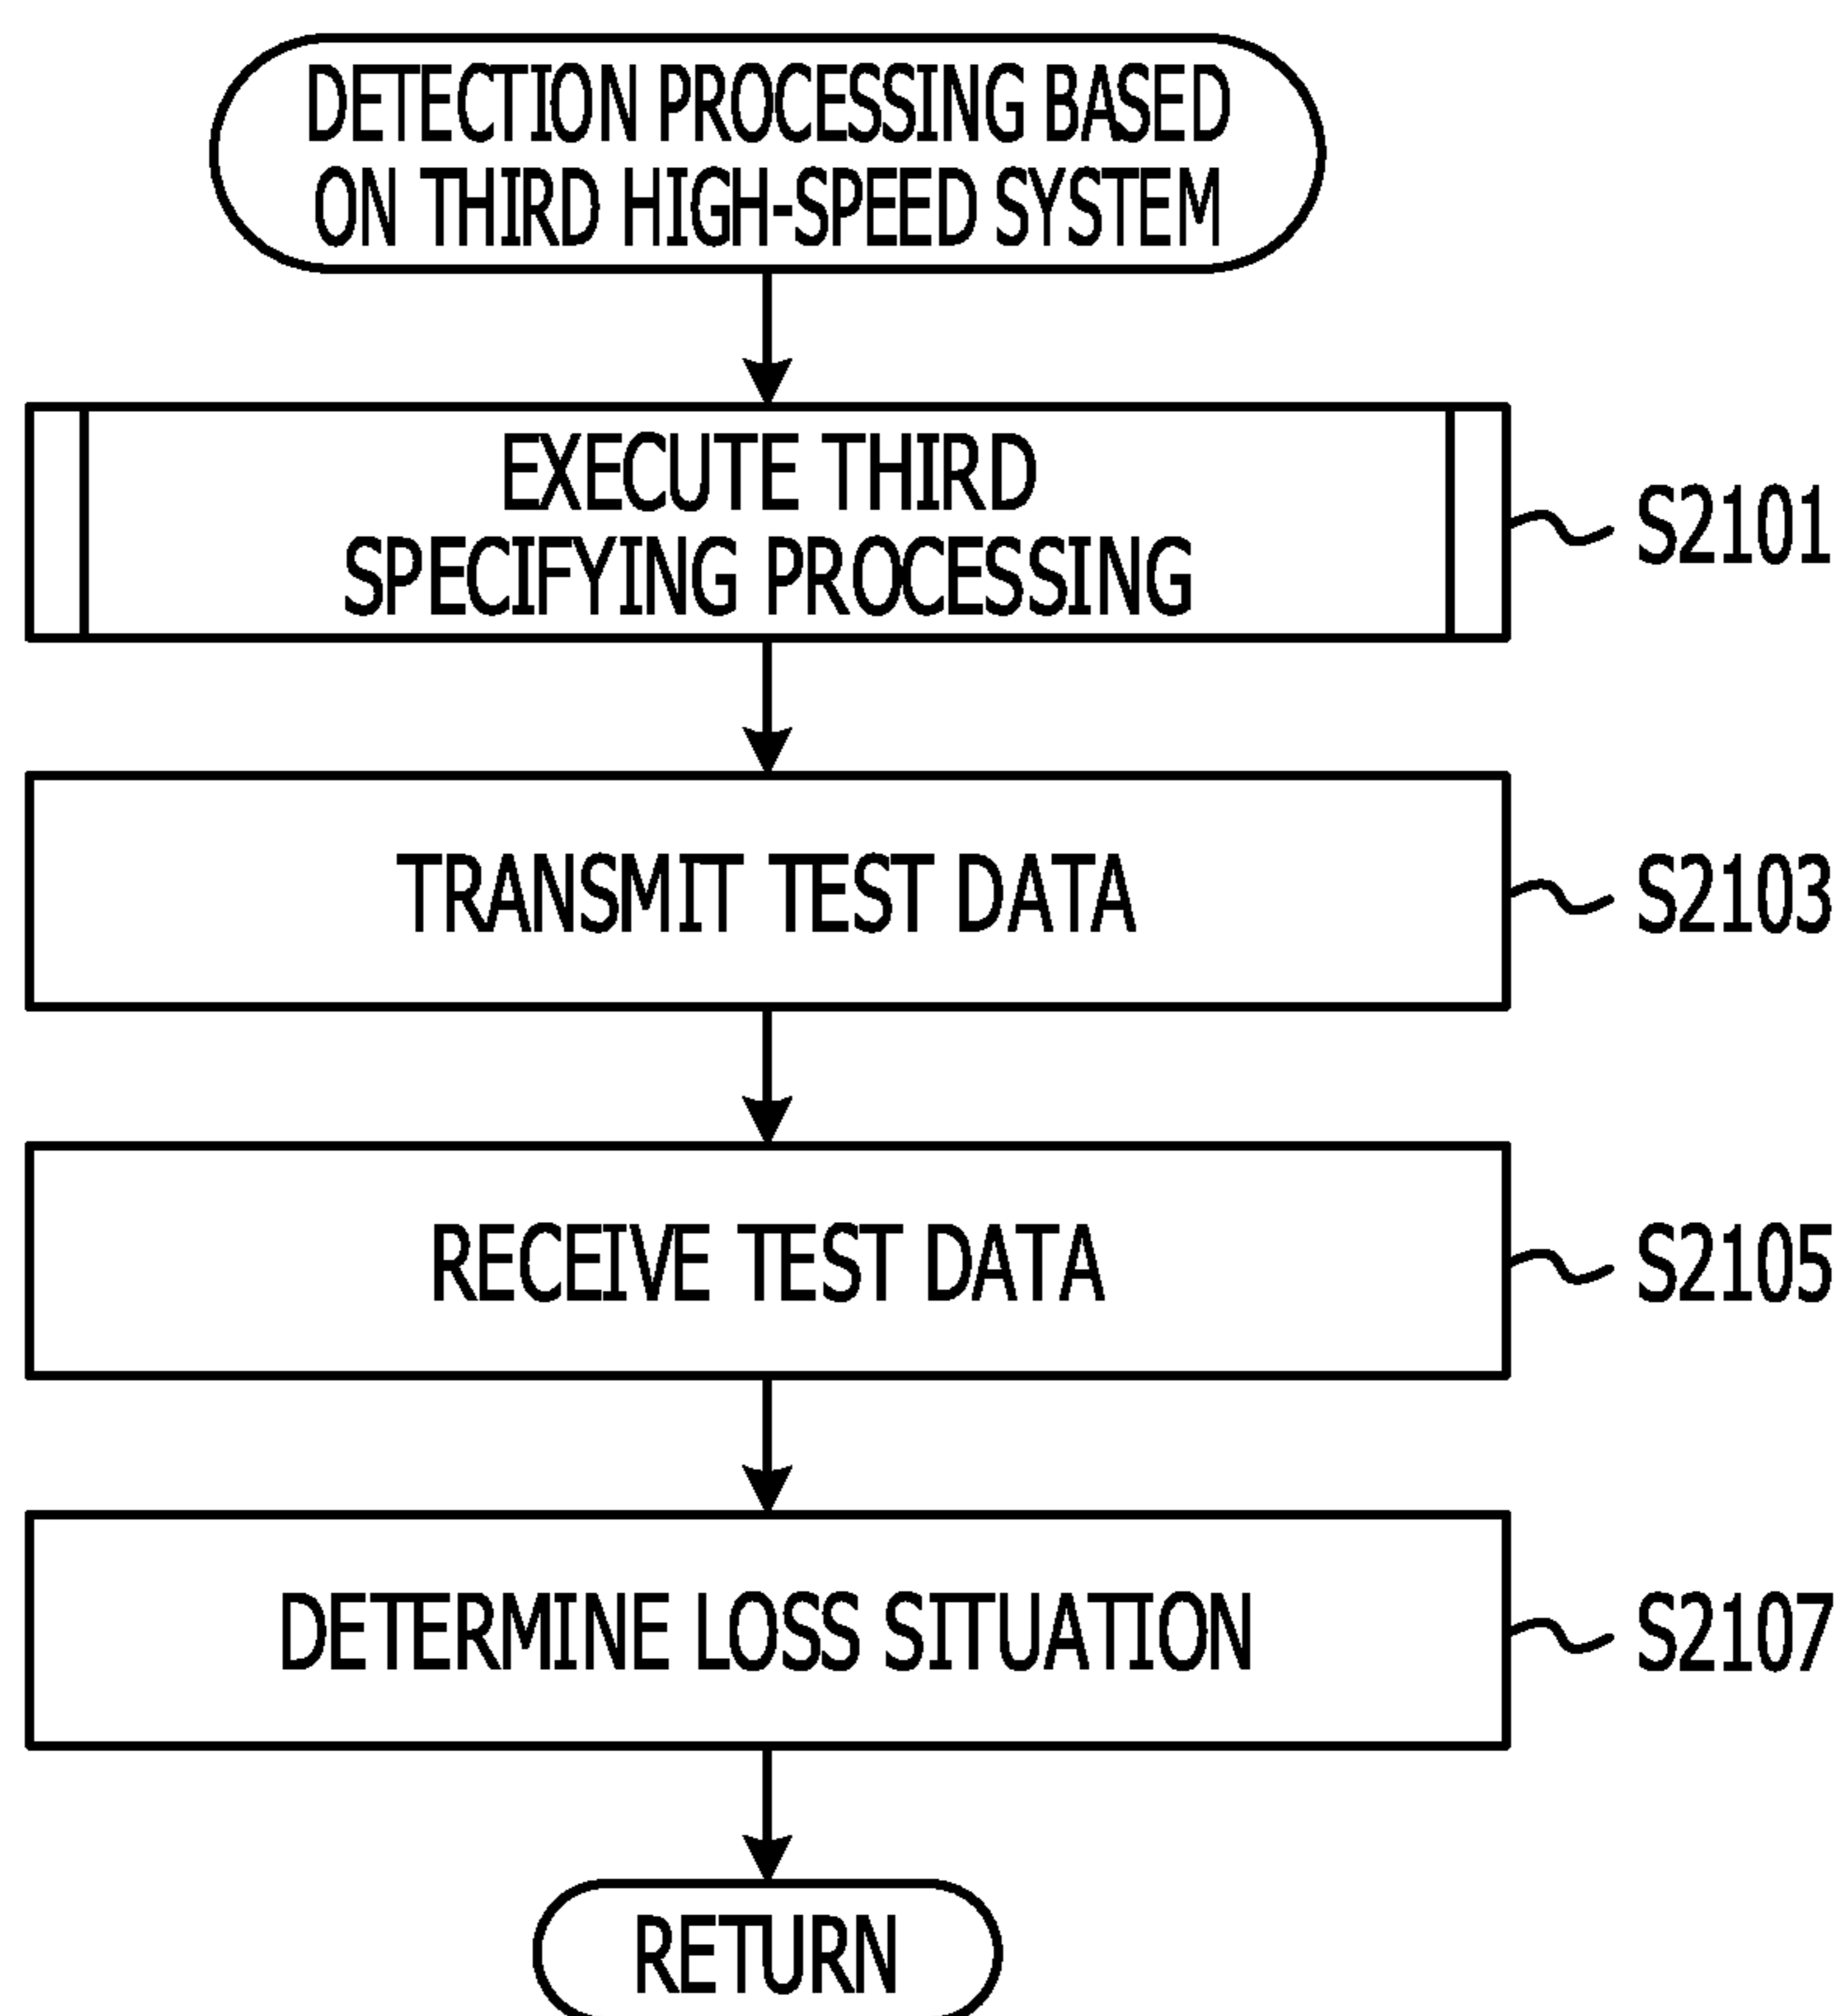 DETECTION PROCESSING BASED
ON THIRD HIGH-SPEED SYSTEM
EXECUTE THIRD
SPECIFYING PROCESSING
S2101
TRANSMIT TEST DATA
S2103
RECEIVE TEST DATA
S2105
DETERMINE LOSS SITUATION
S2107
RETURN